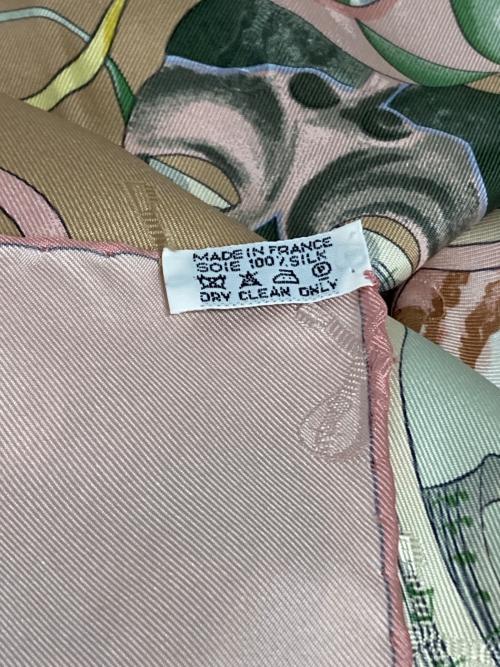 MADE IN FRANCE
SOIE 100% SILK
P
DRY CLEAN ONLY